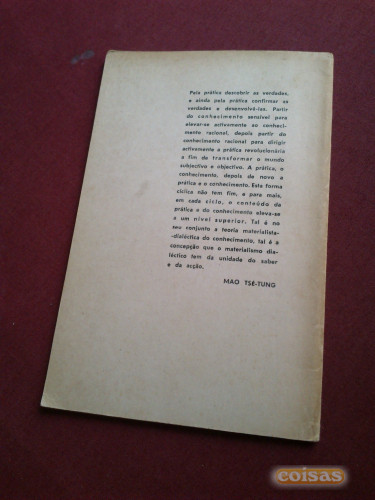 Pela prática descobrir as verdades,
e ainda pela prática confirmar as
verdades e desenvolvê-las. Partir
do conhecimento sensível para
elevar-se activamente ao conheci-
mento racional, depois partir do
conhecimento racional para dirigir
activamente a prática revolucionária
a fim de transformar o mundo
subjectivo e objectivo. A prática, o
conhecimento, depois de novo a
prática e o conhecimento. Esta forma
cíclica não tem fim, e para mais,
em cada ciclo, o conteúdo da
prática e do conhecimento eleva-se
a um nível superior. Tal é no
seu conjunto a teoria materialista-
-dialéctica do conhecimento, tal é a
concepção que o materialismo dia-
léctico tem da unidade do saber
e da acção.
MAO TSÉ-TUNG
coisas